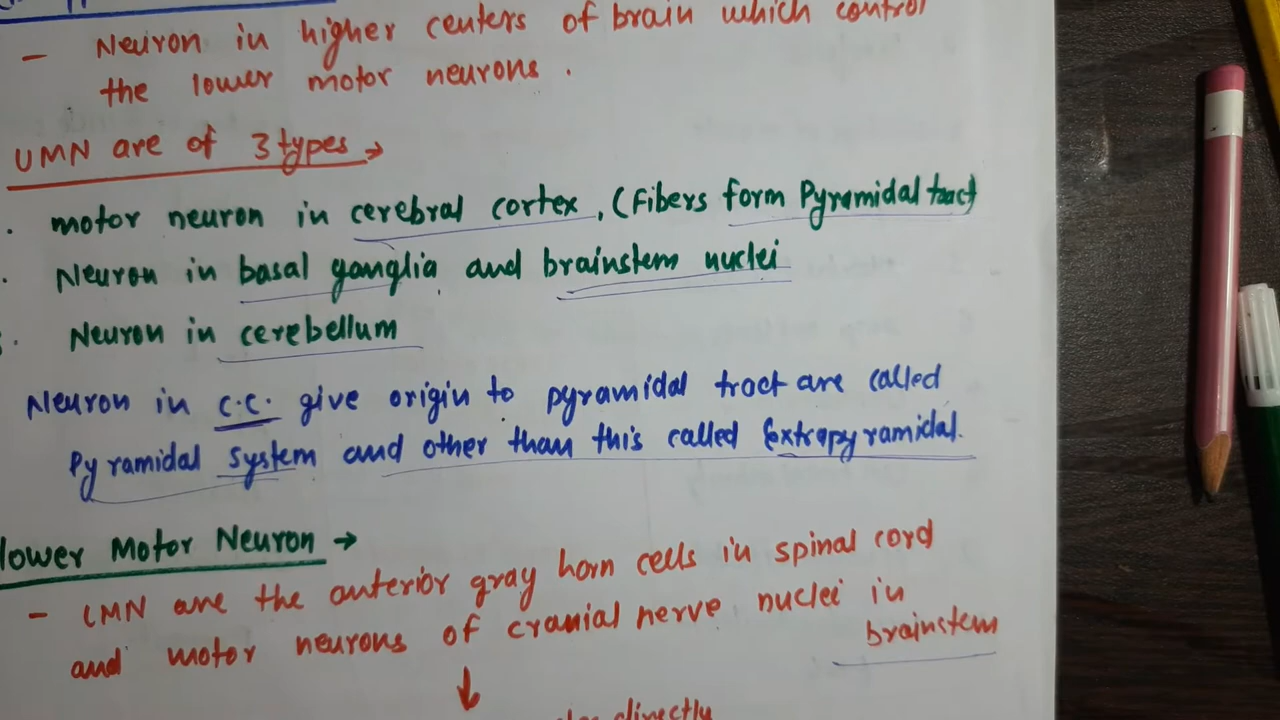 - Neuron in higher centers of brain which control
the lower motor neurons.
UMN are of 3 types →
. motor neuron in cerebral cortex, (Fibers form Pyramidal tract)
. Neuron in basal ganglia and brainstem nuclei
3. Neuron in cerebellum
Neuron in C.C. give origin to pyramidal tract are called
Pyramidal system and other than this called Extrapyramidal.
lower Motor Neuron →
- LMN are the anterior gray horn cells in spinal cord
and motor neurons of cranial nerve nuclei in
brainstem
↓
directly